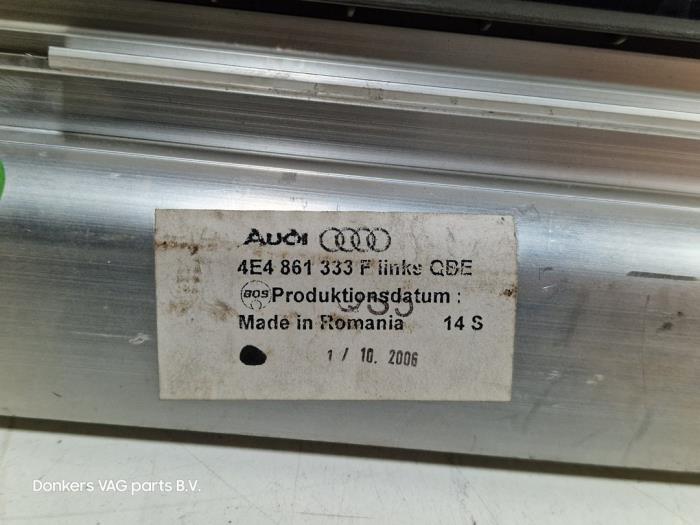 Audi
4E4 861 333 F links QBE
BOS Produktionsdatum :
Made in Romania 14 S
1 / 10. 2006
Donkers VAG parts B.V.